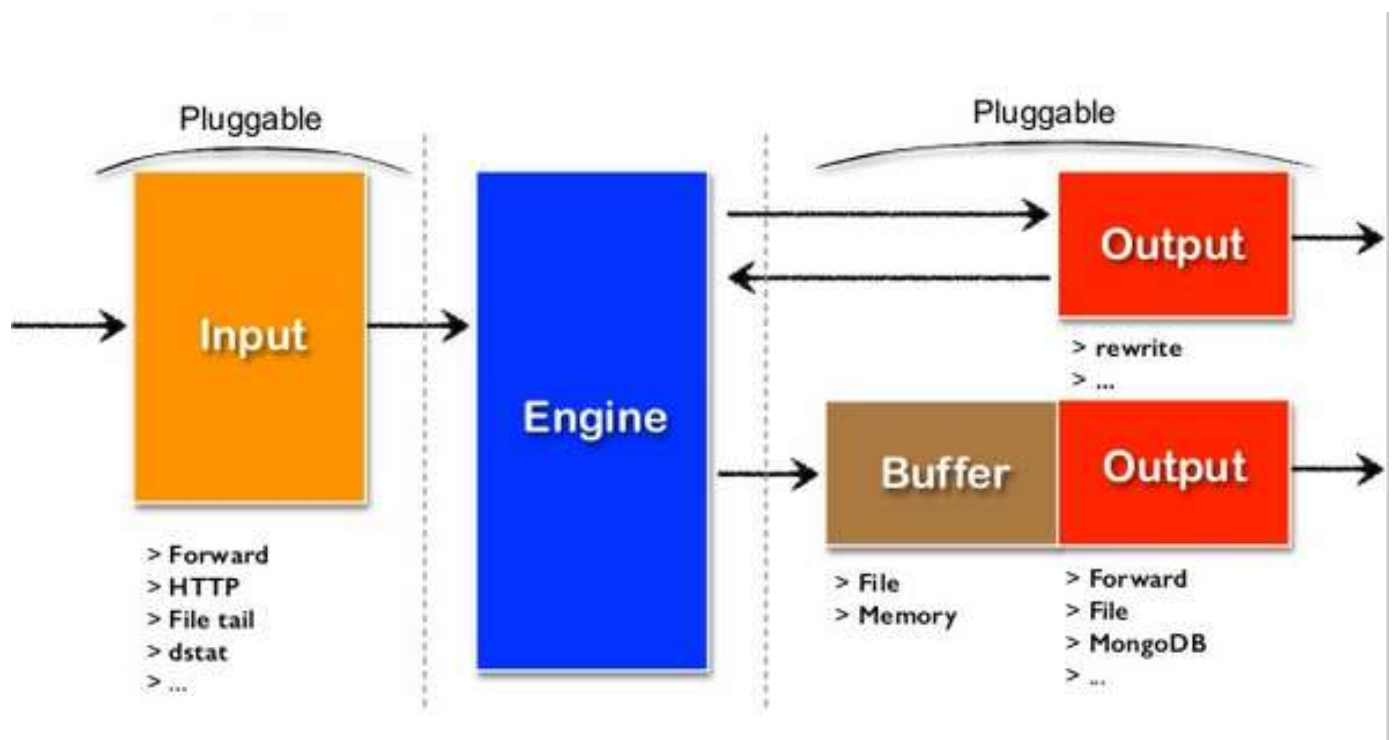 Pluggable
Pluggable
Input
Engine
Output
> rewrite
> ...
Buffer
Output
> Forward
> HTTP
> File tail
> dstat
> ...
> File
> Memory
> Forward
> File
> MongoDB
> ...